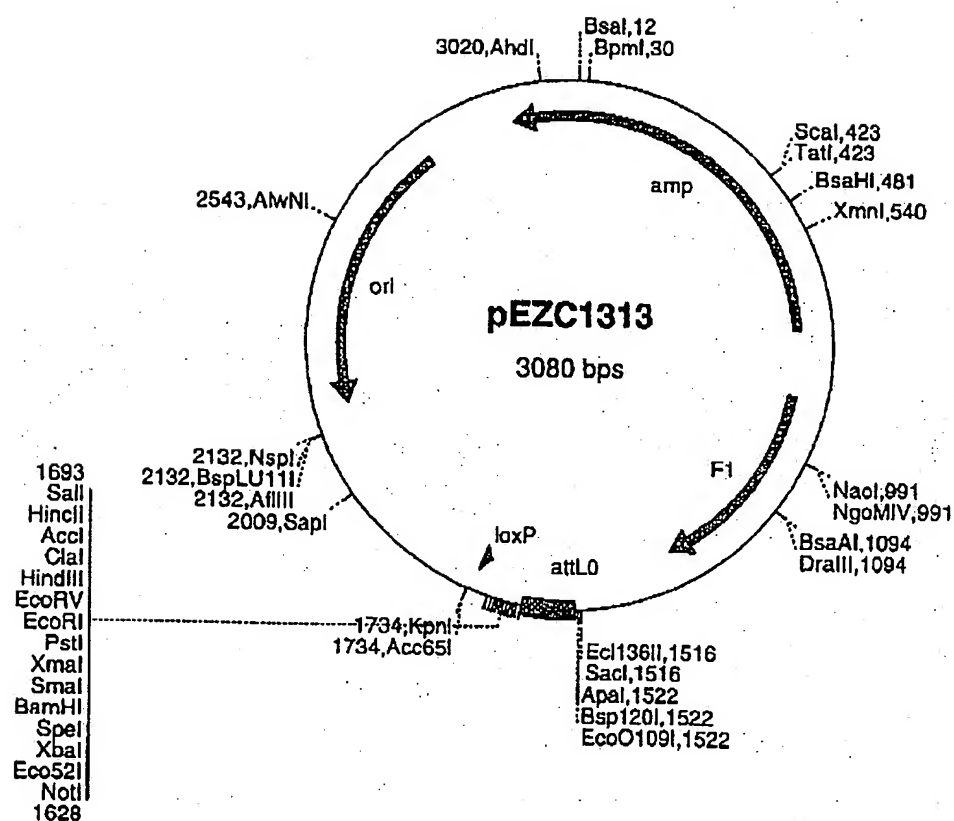 BsaI,12
BpmI,30
3020,AhdI
ScaI,423
TatI,423
BsaHI,481
XmnI,540
amp
2543,AlwNI
ori
pEZC1313
3080 bps
F1
NaoI,991
NgoMIV,991
BsaAI,1094
DraIII,1094
2132,NspI
2132,BspLU11I
2132,AflIII
2009,SapI
loxP
attL0
1734,KpnI
1734,Acc65I
Ecl136II,1516
SacI,1516
ApaI,1522
Bsp120I,1522
EcoO109I,1522
1693
SalI
HincII
AccI
ClaI
HindIII
EcoRV
EcoRI
PstI
XmaI
SmaI
BamHI
SpeI
XbaI
Eco52I
NotI
1628